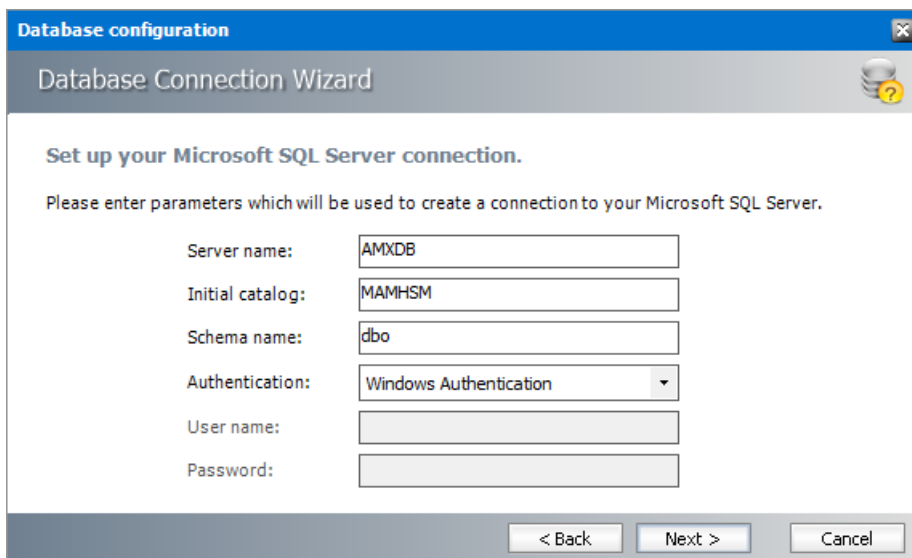 Database configuration
Database Connection Wizard
Set up your Microsoft SQL Server connection.
Please enter parameters which will be used to create a connection to your Microsoft SQL Server.
Server name: AMXDB
Initial catalog: MAMHSM
Schema name: dbo
Authentication: Windows Authentication
User name:
Password:
< Back Next > Cancel